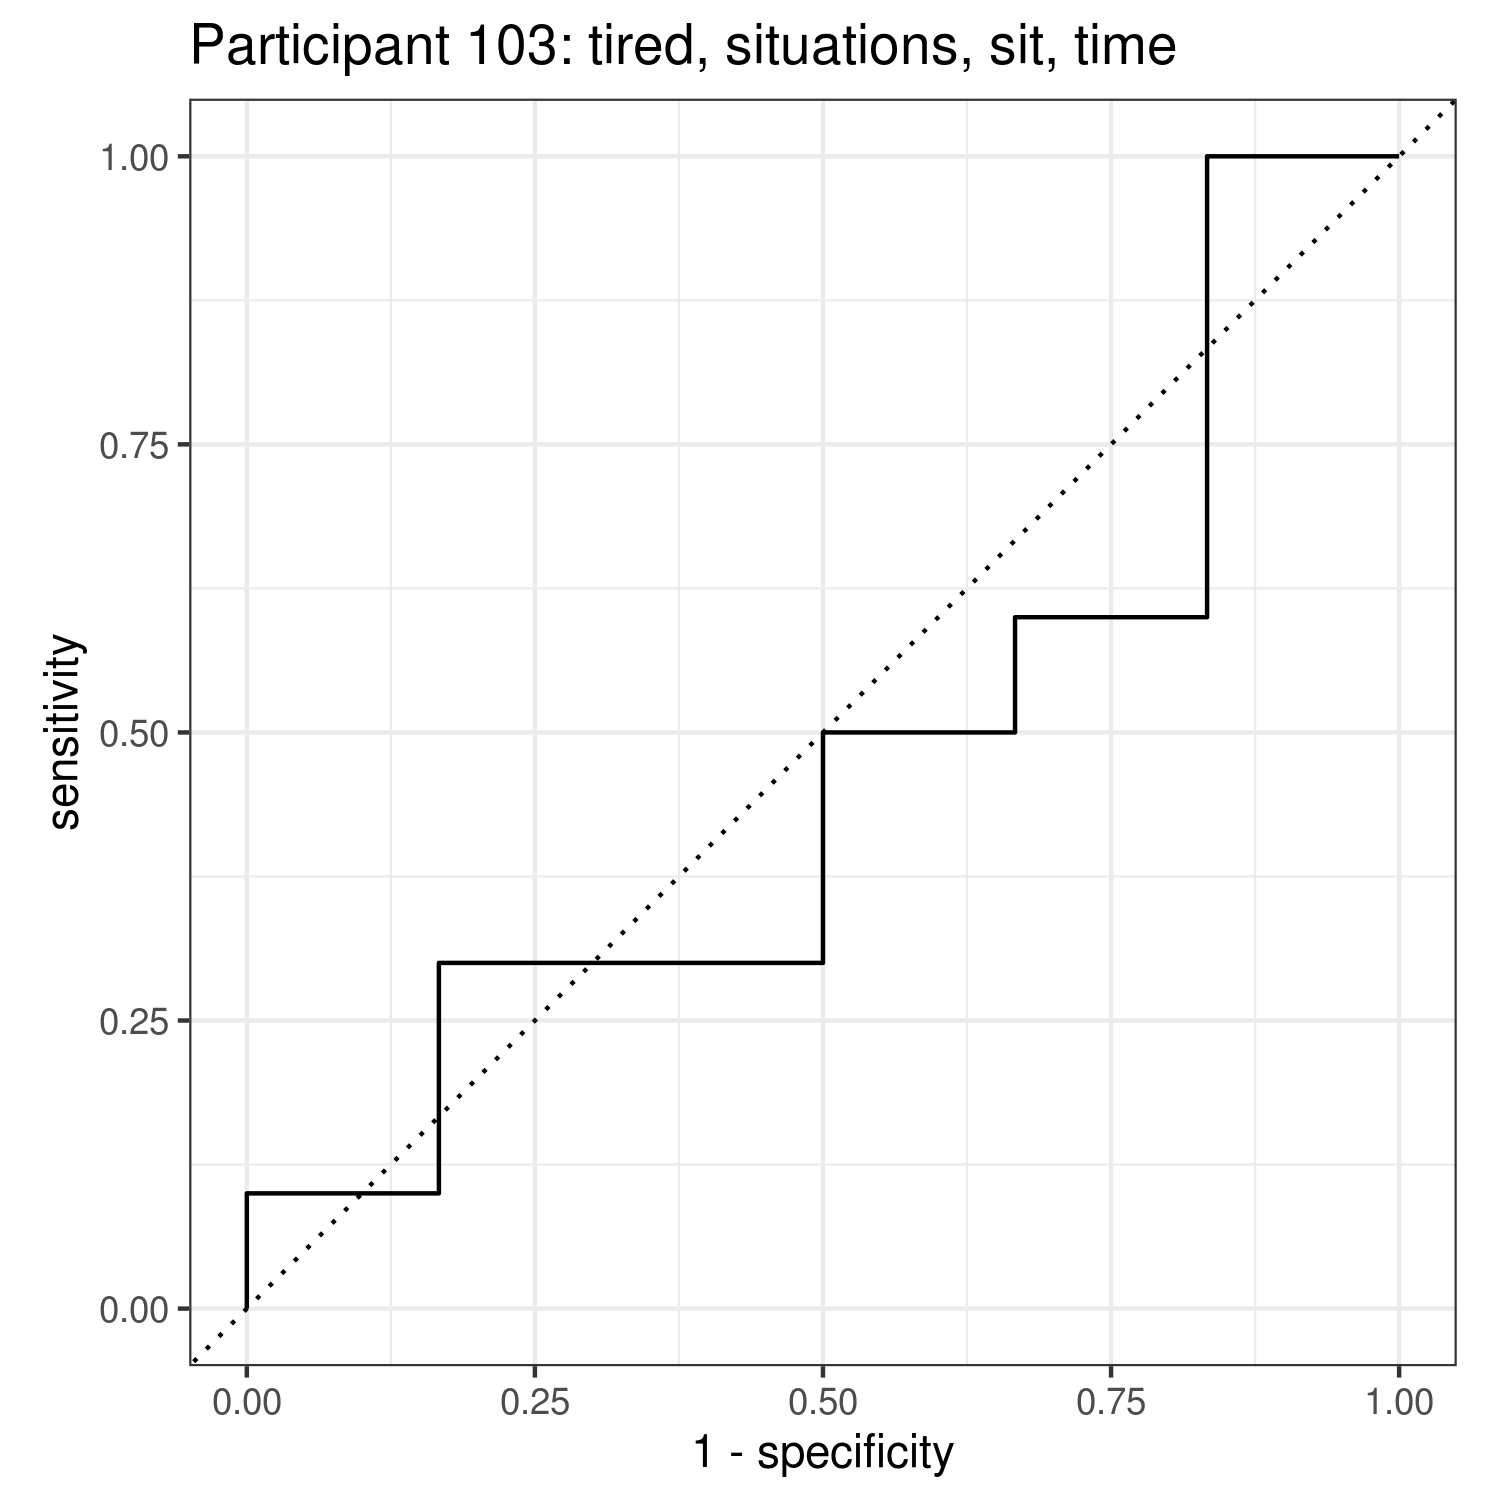 Participant 103: tired, situations, sit, time
1.00
0.75
0.50
0.25
0.00
sensitivity
0.00 0.25 0.50 0.75 1.00
1 - specificity